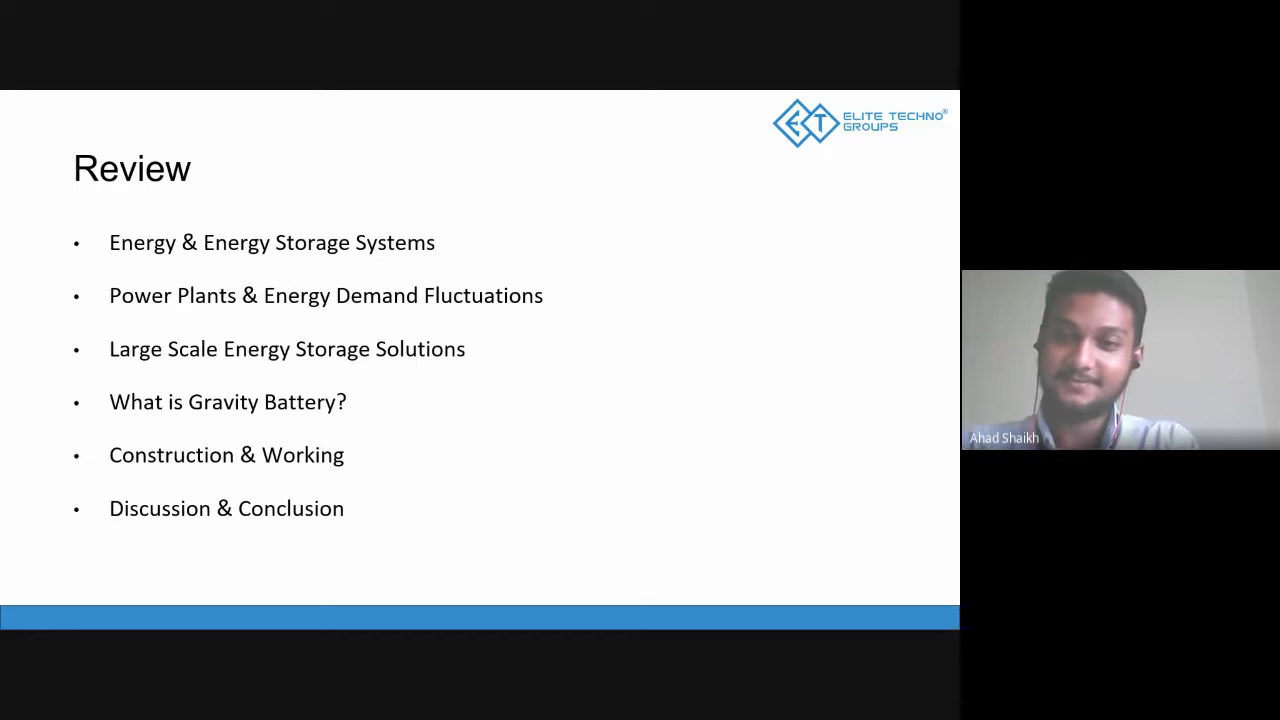 ET
ELITE TECHNO®
GROUPS
Review
• Energy & Energy Storage Systems
• Power Plants & Energy Demand Fluctuations
• Large Scale Energy Storage Solutions
• What is Gravity Battery?
• Construction & Working
• Discussion & Conclusion
Ahad Shaikh